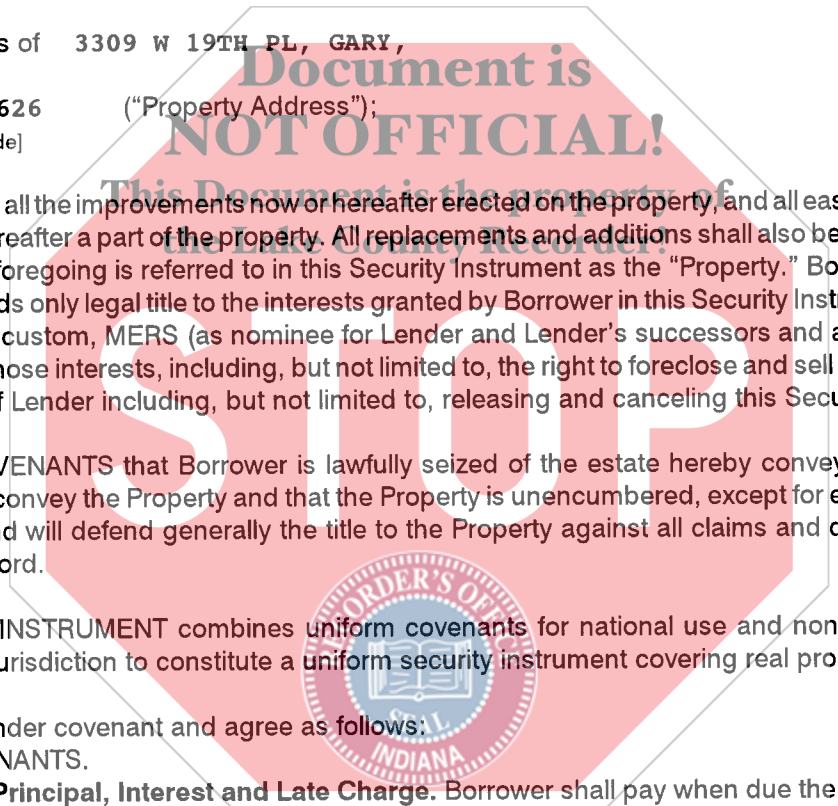 s of 3309 W 19TH PL, GARY,
Document is
626 ("Property Address");
NOT OFFICIAL!
de]
This Document is the property of
all the improvements now or hereafter erected on the property, and all eas
reafter a part of the property. All replacements and additions shall also be
the Lake County Recorder!
oregoing is referred to in this Security Instrument as the "Property." Bo
ds only legal title to the interests granted by Borrower in this Security Inst
custom, MERS (as nominee for Lender and Lender's successors and a
hose interests, including, but not limited to, the right to foreclose and sell
f Lender including, but not limited to, releasing and canceling this Secu
STOP
VENANTS that Borrower is lawfully seized of the estate hereby convey
convey the Property and that the Property is unencumbered, except for e
d will defend generally the title to the Property against all claims and d
ord.
RECORDER'S OFFIC
INSTRUMENT combines uniform covenants for national use and non
urisdiction to constitute a uniform security instrument covering real pro
SEAL
nder covenant and agree as follows:
INDIANA
NANTS.
Principal, Interest and Late Charge. Borrower shall pay when due the